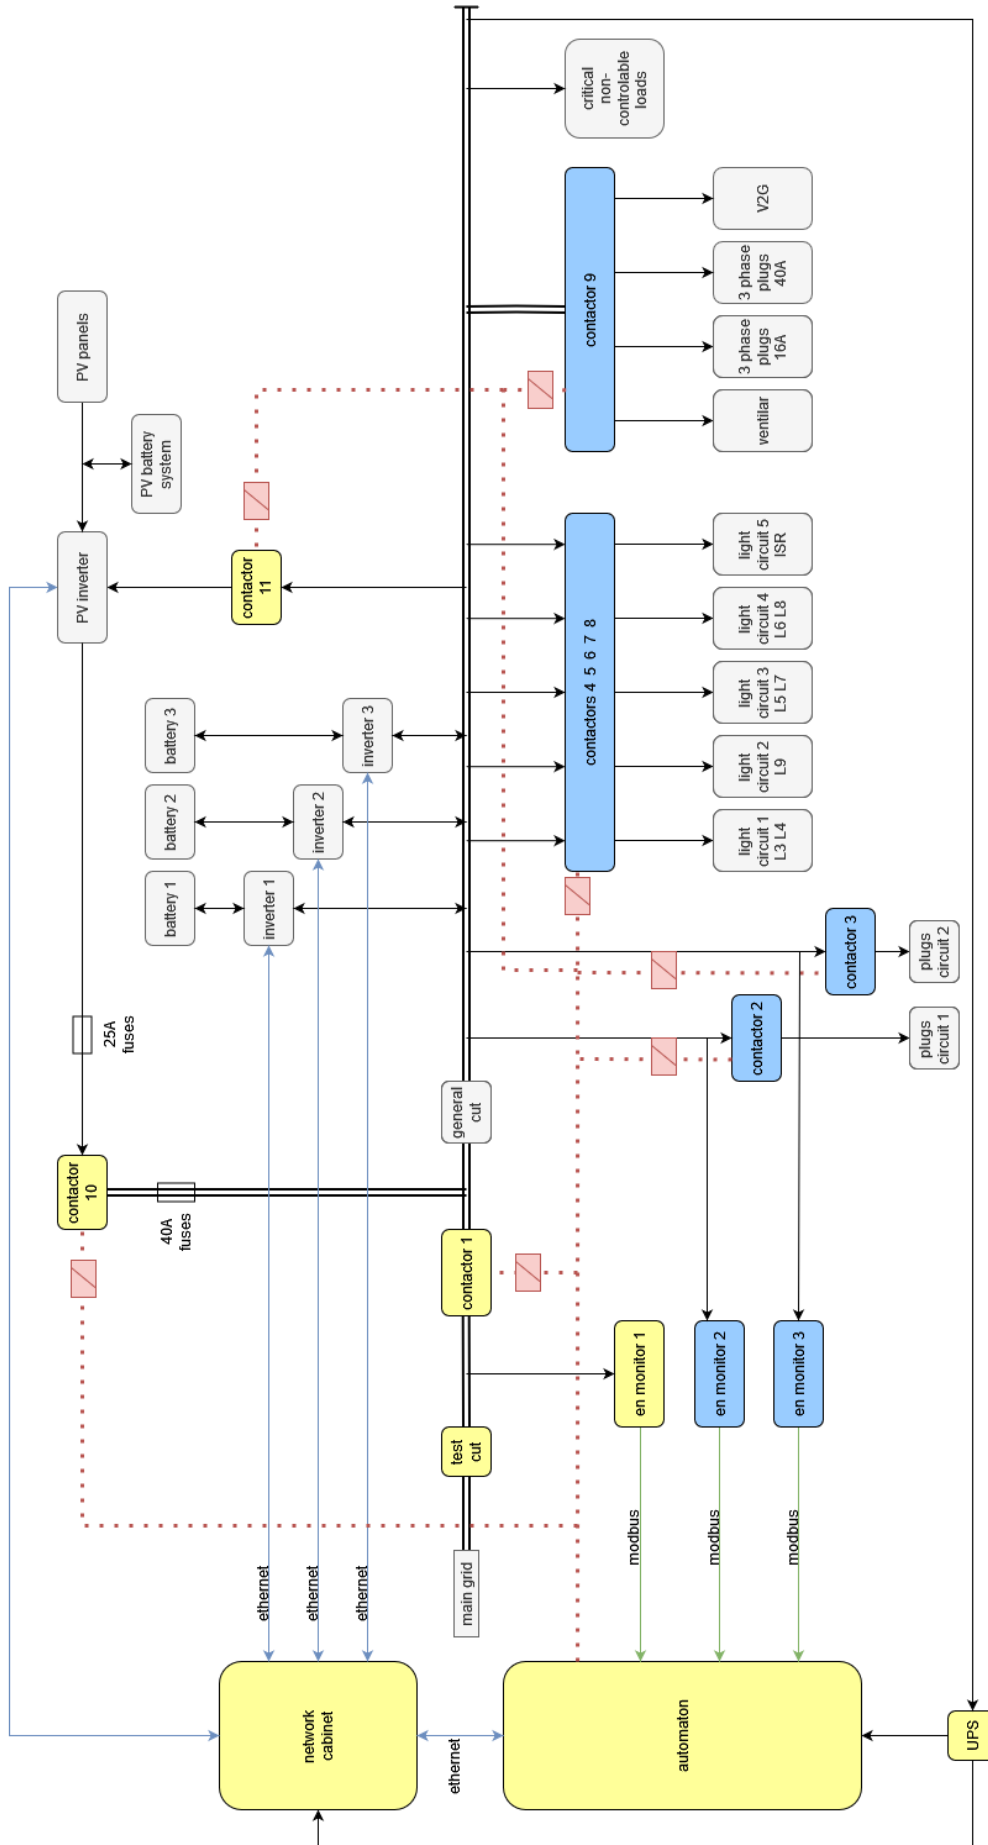 contactor
10
PV inverter
PV panels
25A
fuses
PV battery
system
40A
fuses
battery 1
battery 2
battery 3
network
cabinet
ethernet
ethernet
ethernet
inverter 1
inverter 2
inverter 3
contactor
11
ethernet
main grid
test
cut
contactor 1
general
cut
automaton
modbus
modbus
modbus
en monitor 1
en monitor 2
en monitor 3
contactors 4 5 6 7 8
contactor 9
critical
non-
controlable
loads
contactor 2
contactor 3
light
circuit 1
L3 L4
light
circuit 2
L9
light
circuit 3
L5 L7
light
circuit 4
L6 L8
light
circuit 5
ISR
ventilar
3 phase
plugs
16A
3 phase
plugs
40A
V2G
plugs
circuit 1
plugs
circuit 2
UPS